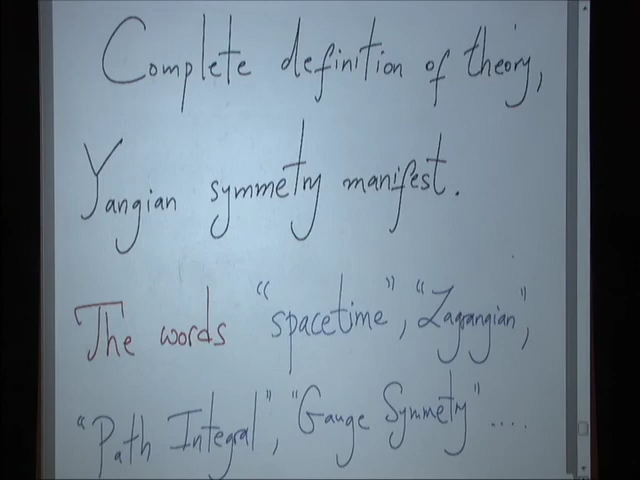 Complete definition of theory,
Yangian symmetry manifest.
The words "spacetime", "Lagrangian",
"Path Integral", "Gauge Symmetry" ....